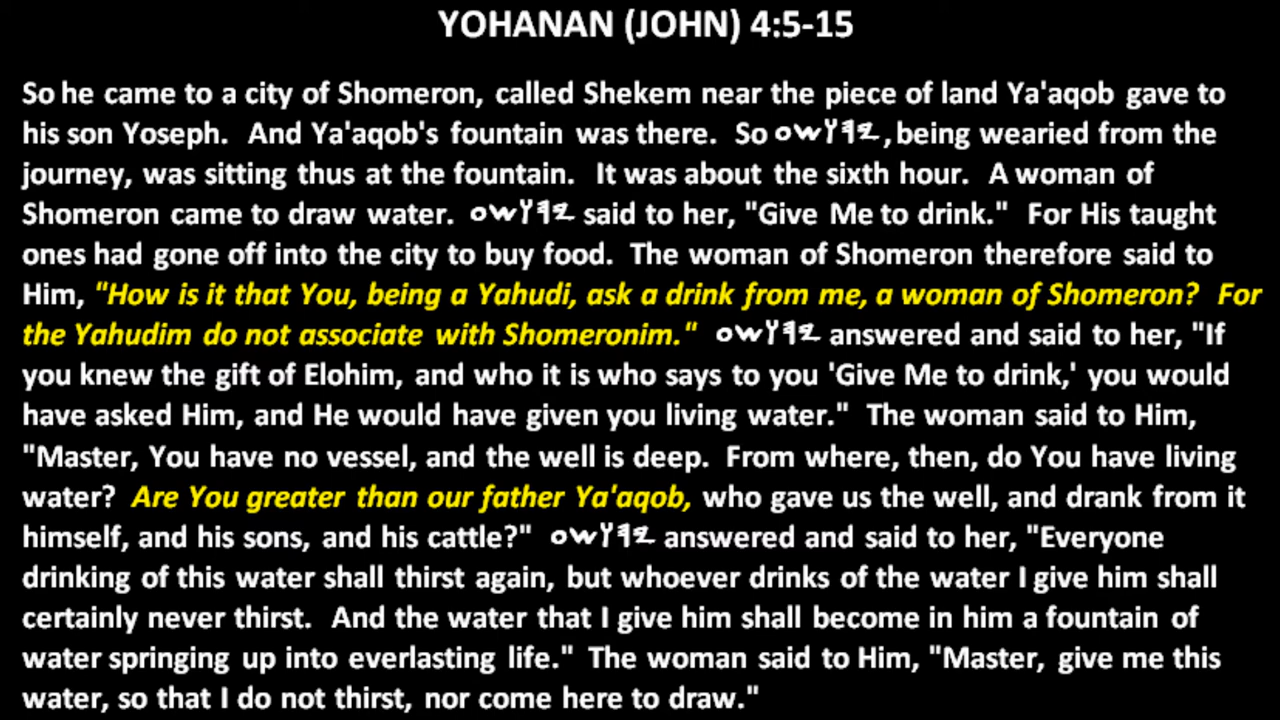 YOHANAN (JOHN) 4:5-15
So he came to a city of Shomeron, called Shekem near the piece of land Ya'aqob gave to
his son Yoseph. And Ya'aqob's fountain was there. So 𐤉𐤄𐤅𐤔𐤏, being wearied from the
journey, was sitting thus at the fountain. It was about the sixth hour. A woman of
Shomeron came to draw water. 𐤉𐤄𐤅𐤔𐤏 said to her, "Give Me to drink." For His taught
ones had gone off into the city to buy food. The woman of Shomeron therefore said to
Him, "How is it that You, being a Yahudi, ask a drink from me, a woman of Shomeron? For
the Yahudim do not associate with Shomeronim." 𐤉𐤄𐤅𐤔𐤏 answered and said to her, "If
you knew the gift of Elohim, and who it is who says to you 'Give Me to drink,' you would
have asked Him, and He would have given you living water." The woman said to Him,
"Master, You have no vessel, and the well is deep. From where, then, do You have living
water? Are You greater than our father Ya'aqob, who gave us the well, and drank from it
himself, and his sons, and his cattle?" 𐤉𐤄𐤅𐤔𐤏 answered and said to her, "Everyone
drinking of this water shall thirst again, but whoever drinks of the water I give him shall
certainly never thirst. And the water that I give him shall become in him a fountain of
water springing up into everlasting life." The woman said to Him, "Master, give me this
water, so that I do not thirst, nor come here to draw."